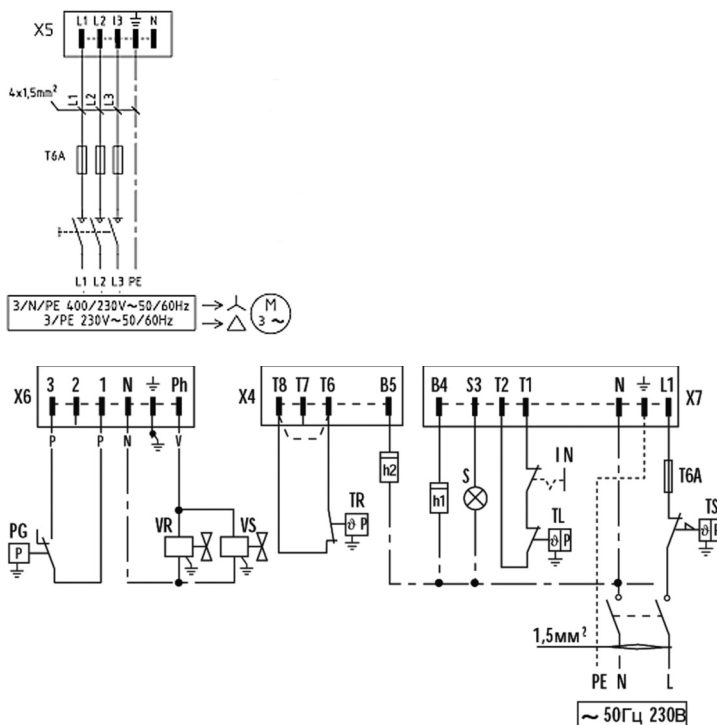 X5 L1 L2 l3 N
4x1,5mm²
L1 L2 L3
T6A
L1 L2 L3 PE
3/N/PE 400/230V~50/60Hz
3/PE 230V~50/60Hz
M
3 ~
X6 3 2 1 N Ph
P P N V
PG
P
VR VS
X4 T8 T7 T6 B5
h2
TR
ϑ P
B4 S3 T2 T1 N L1 X7
h1
S
IN
TL
ϑ P
T6A
TS
ϑ P
1,5мм²
PE N L
~ 50Гц 230В